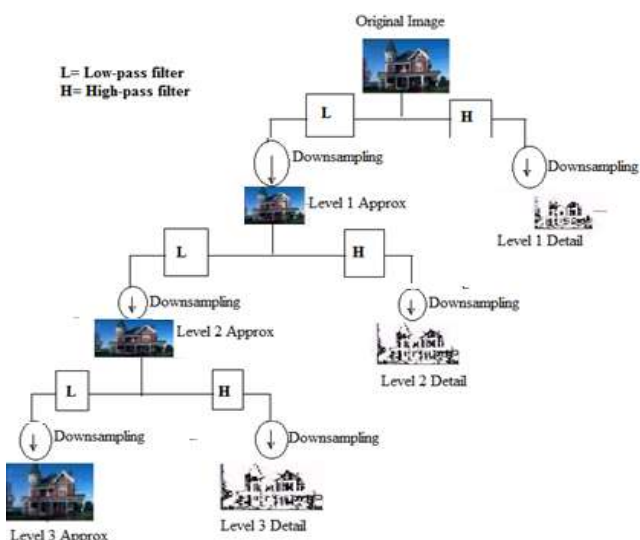 Original Image
L= Low-pass filter
H= High-pass filter
L
H
Downsampling
Downsampling
Level 1 Approx
Level 1 Detail
L
H
Downsampling
Downsampling
Level 2 Approx
Level 2 Detail
L
H
Downsampling
Downsampling
Level 3 Approx
Level 3 Detail